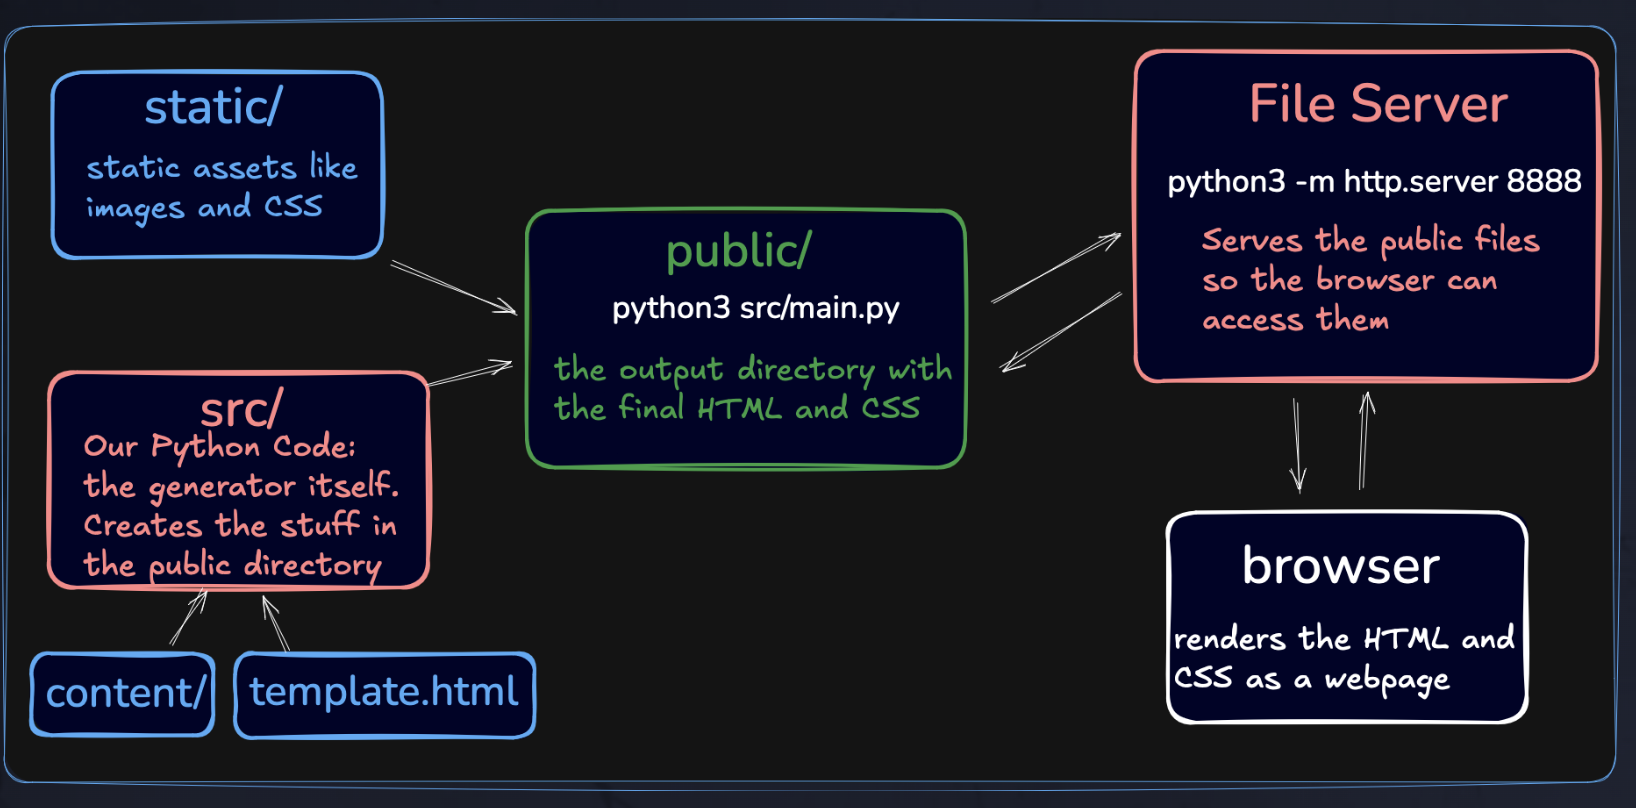 static/
static assets like
images and CSS
src/
Our Python Code:
the generator itself.
Creates the stuff in
the public directory
content/
template.html
public/
python3 src/main.py
the output directory with
the final HTML and CSS
File Server
python3 -m http.server 8888
Serves the public files
so the browser can
access them
browser
renders the HTML and
CSS as a webpage